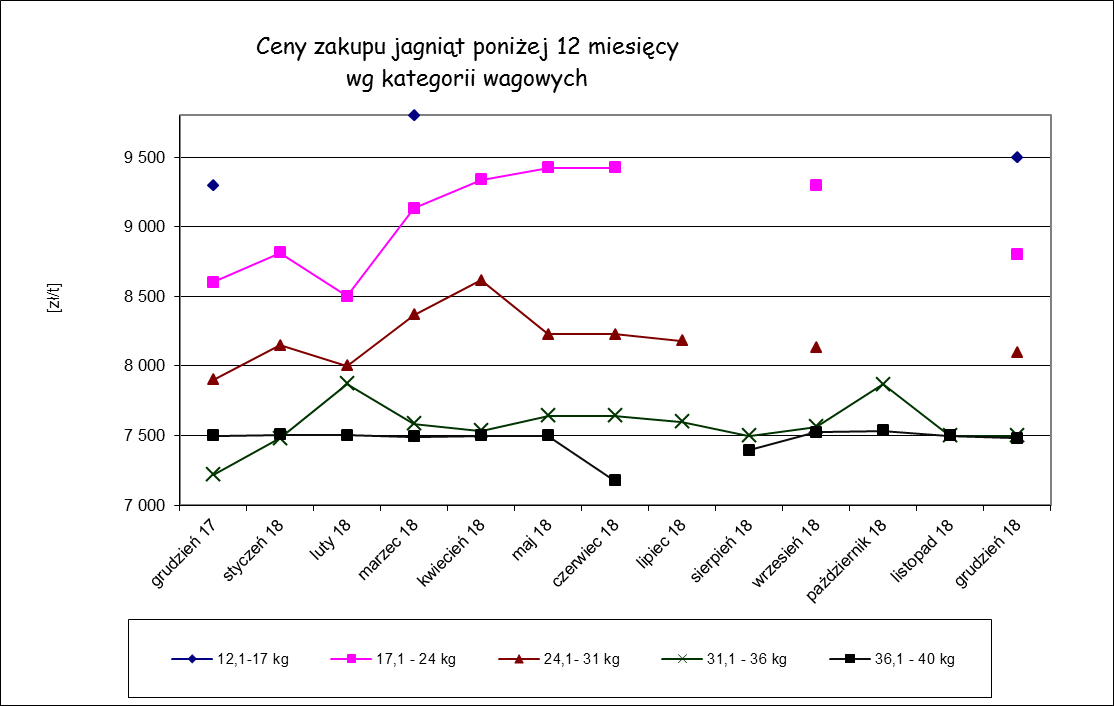 Ceny zakupu jagniąt poniżej 12 miesięcy
wg kategorii wagowych
[zł/t]
9 500
9 000
8 500
8 000
7 500
7 000
grudzień 17
styczeń 18
luty 18
marzec 18
kwiecień 18
maj 18
czerwiec 18
lipiec 18
sierpień 18
wrzesień 18
październik 18
listopad 18
grudzień 18
12,1-17 kg
17,1 - 24 kg
24,1- 31 kg
31,1 - 36 kg
36,1 - 40 kg